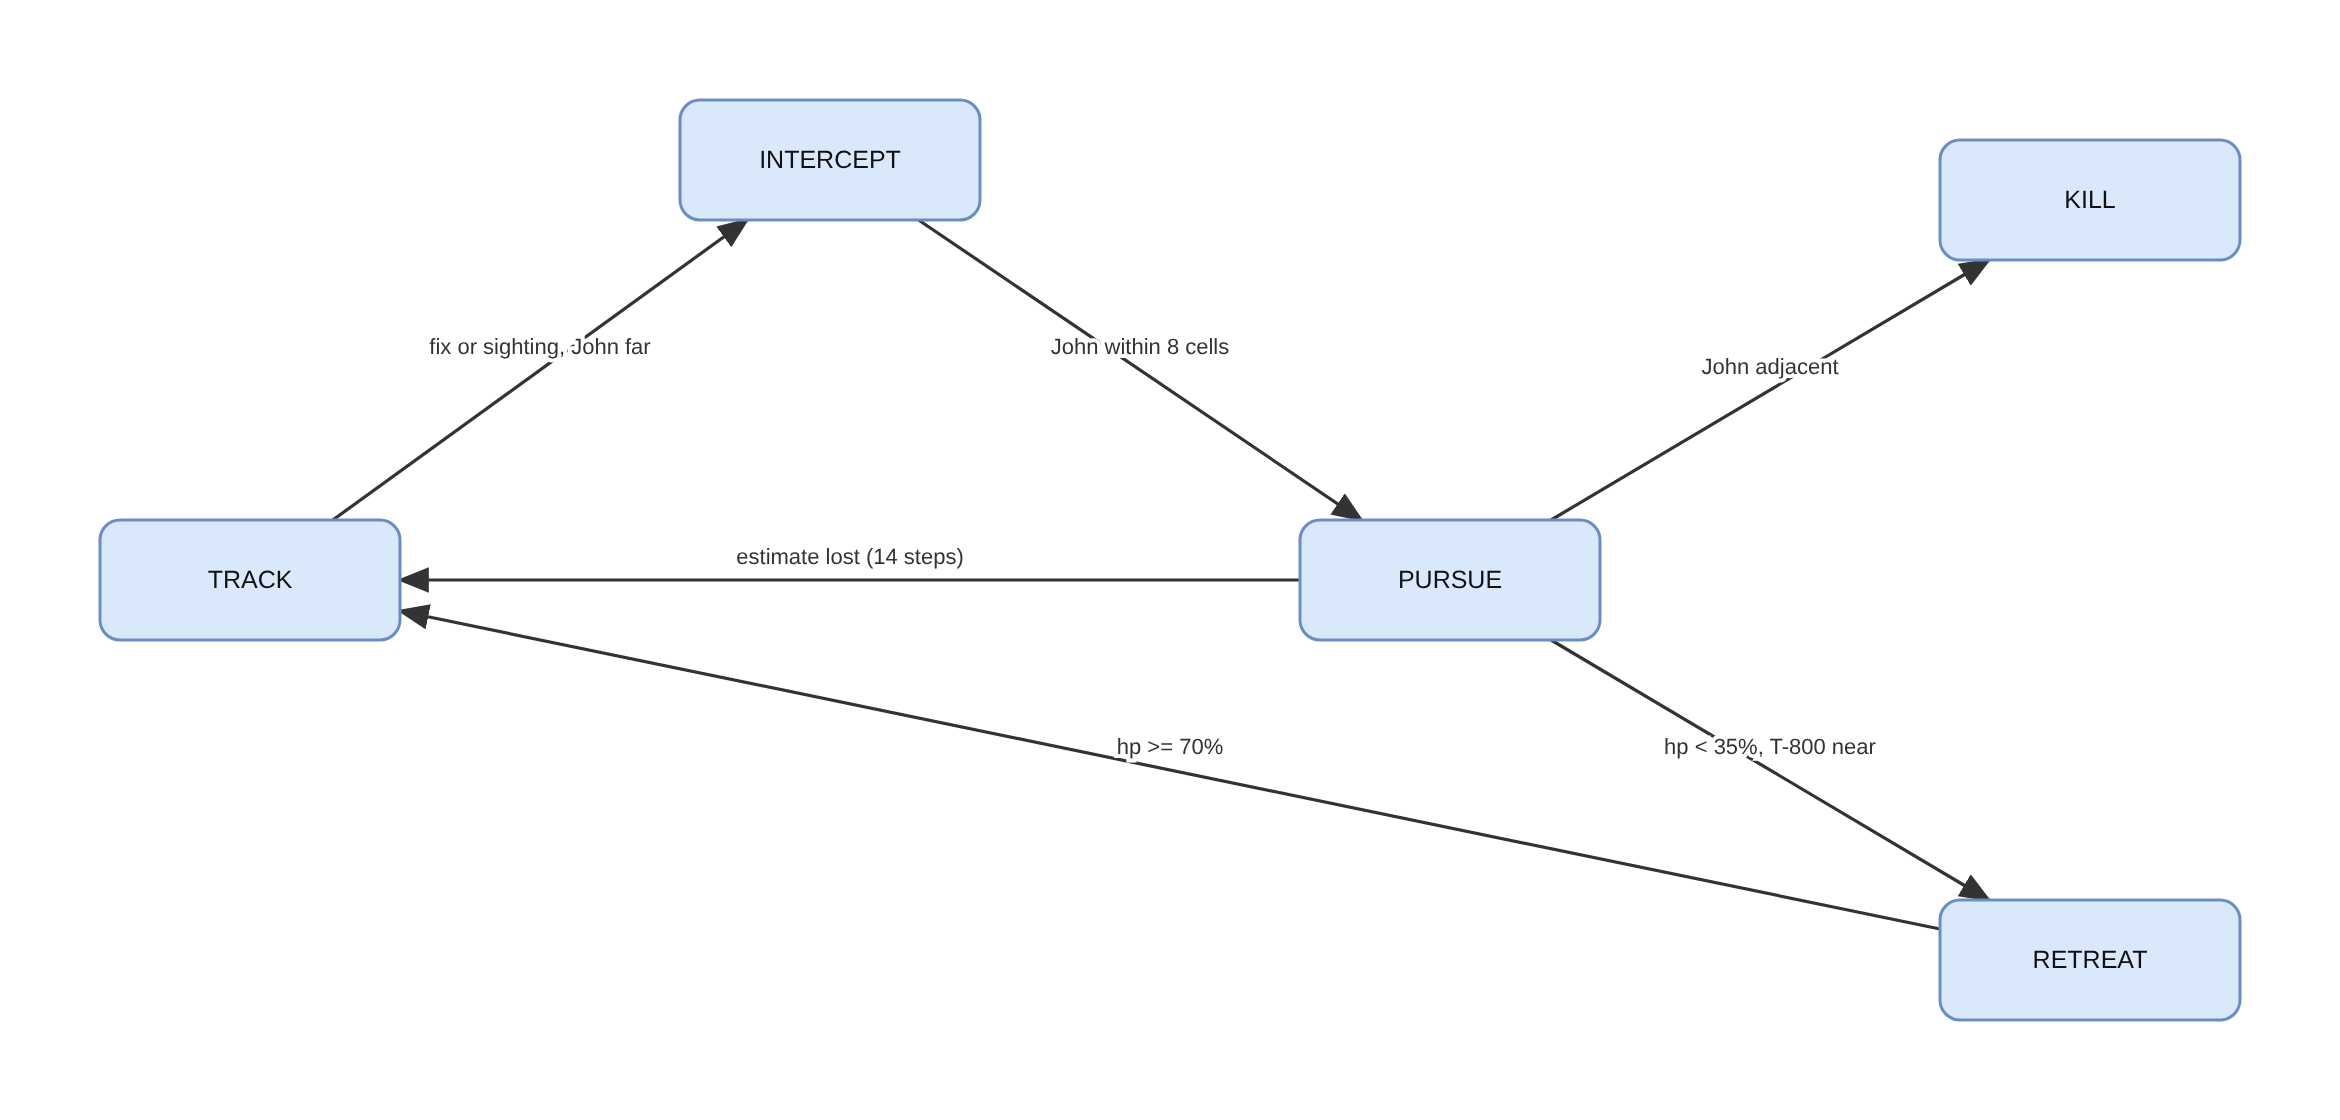 INTERCEPT
KILL
fix or sighting, John far
John within 8 cells
John adjacent
estimate lost (14 steps)
TRACK
PURSUE
hp >= 70%
hp < 35%, T-800 near
RETREAT